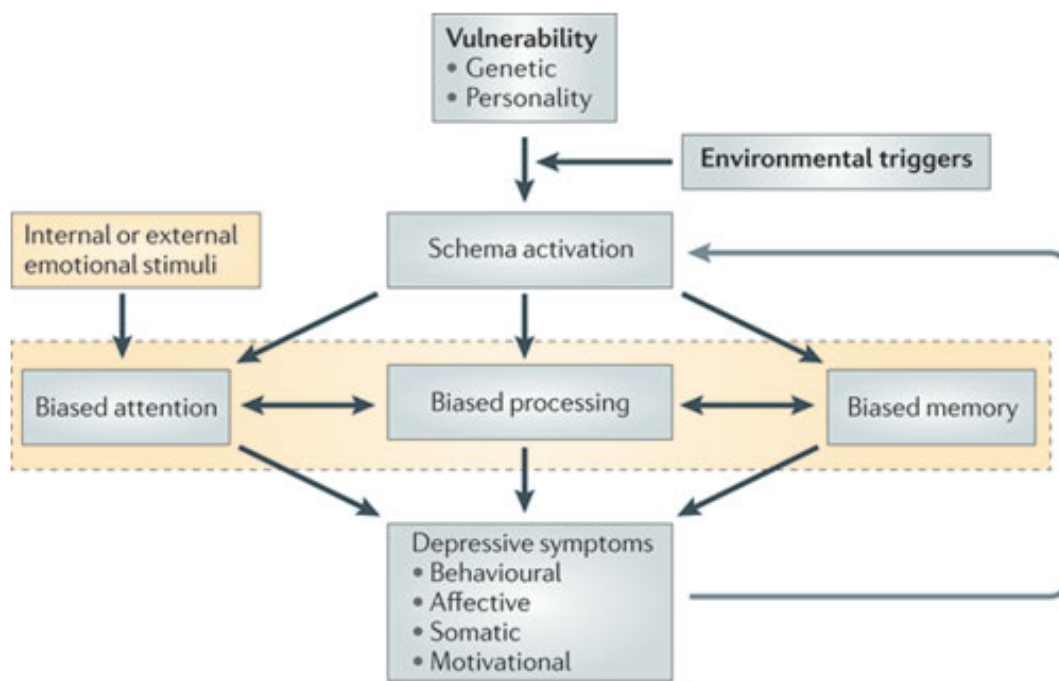 Vulnerability
• Genetic
• Personality
Environmental triggers
Internal or external
emotional stimuli
Schema activation
Biased attention
Biased processing
Biased memory
Depressive symptoms
• Behavioural
• Affective
• Somatic
• Motivational